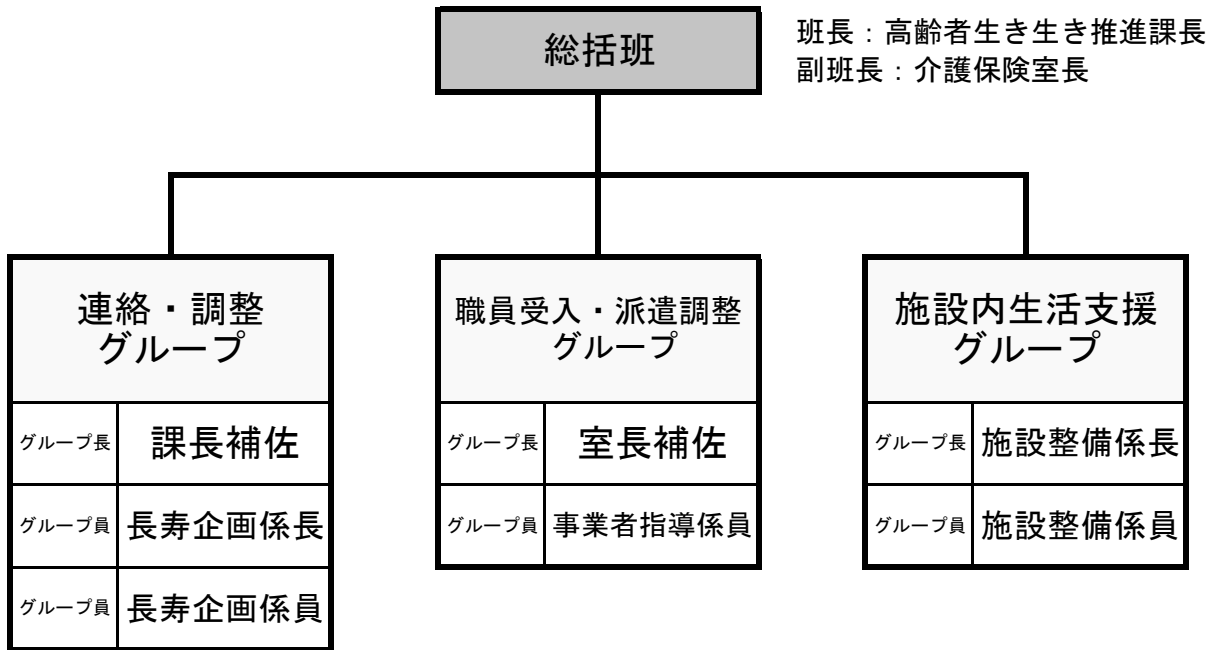 総括班
班長：高齢者生き生き推進課長
副班長：介護保険室長
連絡・調整
グループ
グループ長 課長補佐
グループ員 長寿企画係長
グループ員 長寿企画係員
職員受入・派遣調整
グループ
グループ長 室長補佐
グループ員 事業者指導係員
施設内生活支援
グループ
グループ長 施設整備係長
グループ員 施設整備係員